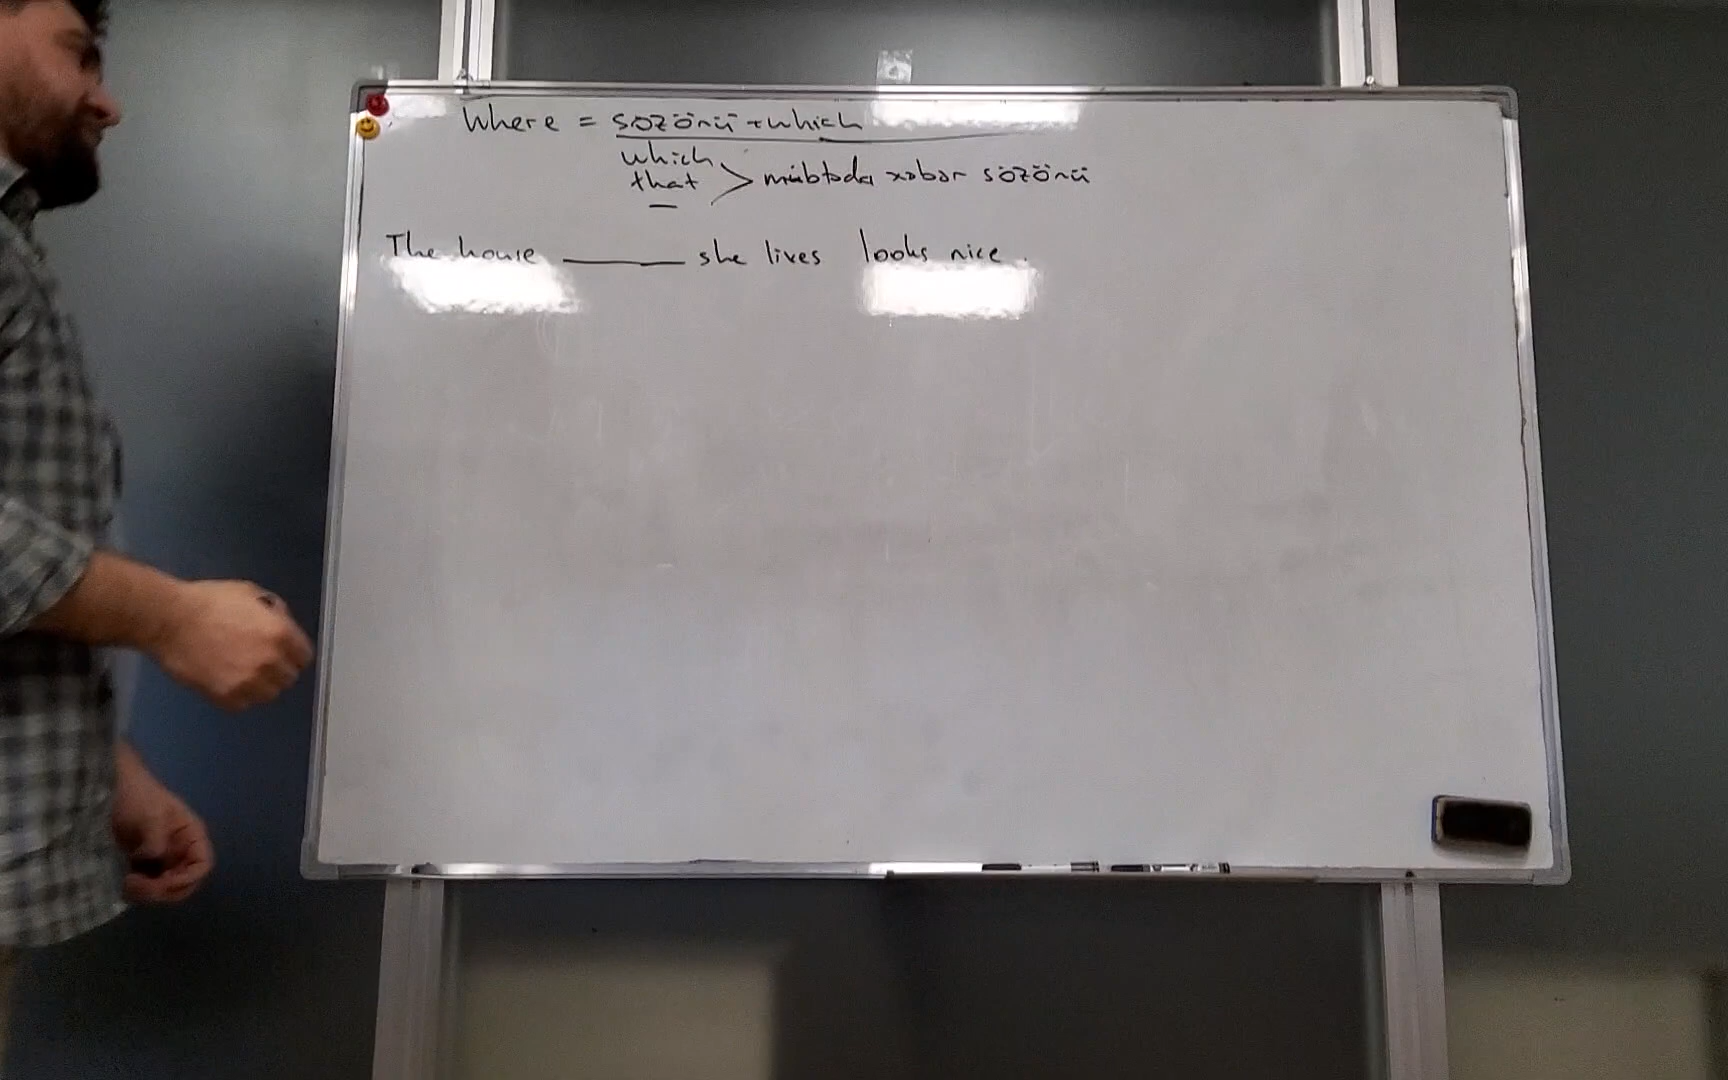 Where = sözönü + which
which
that > mübtəda xəbər sözönü
—
The house ______ she lives looks nice.